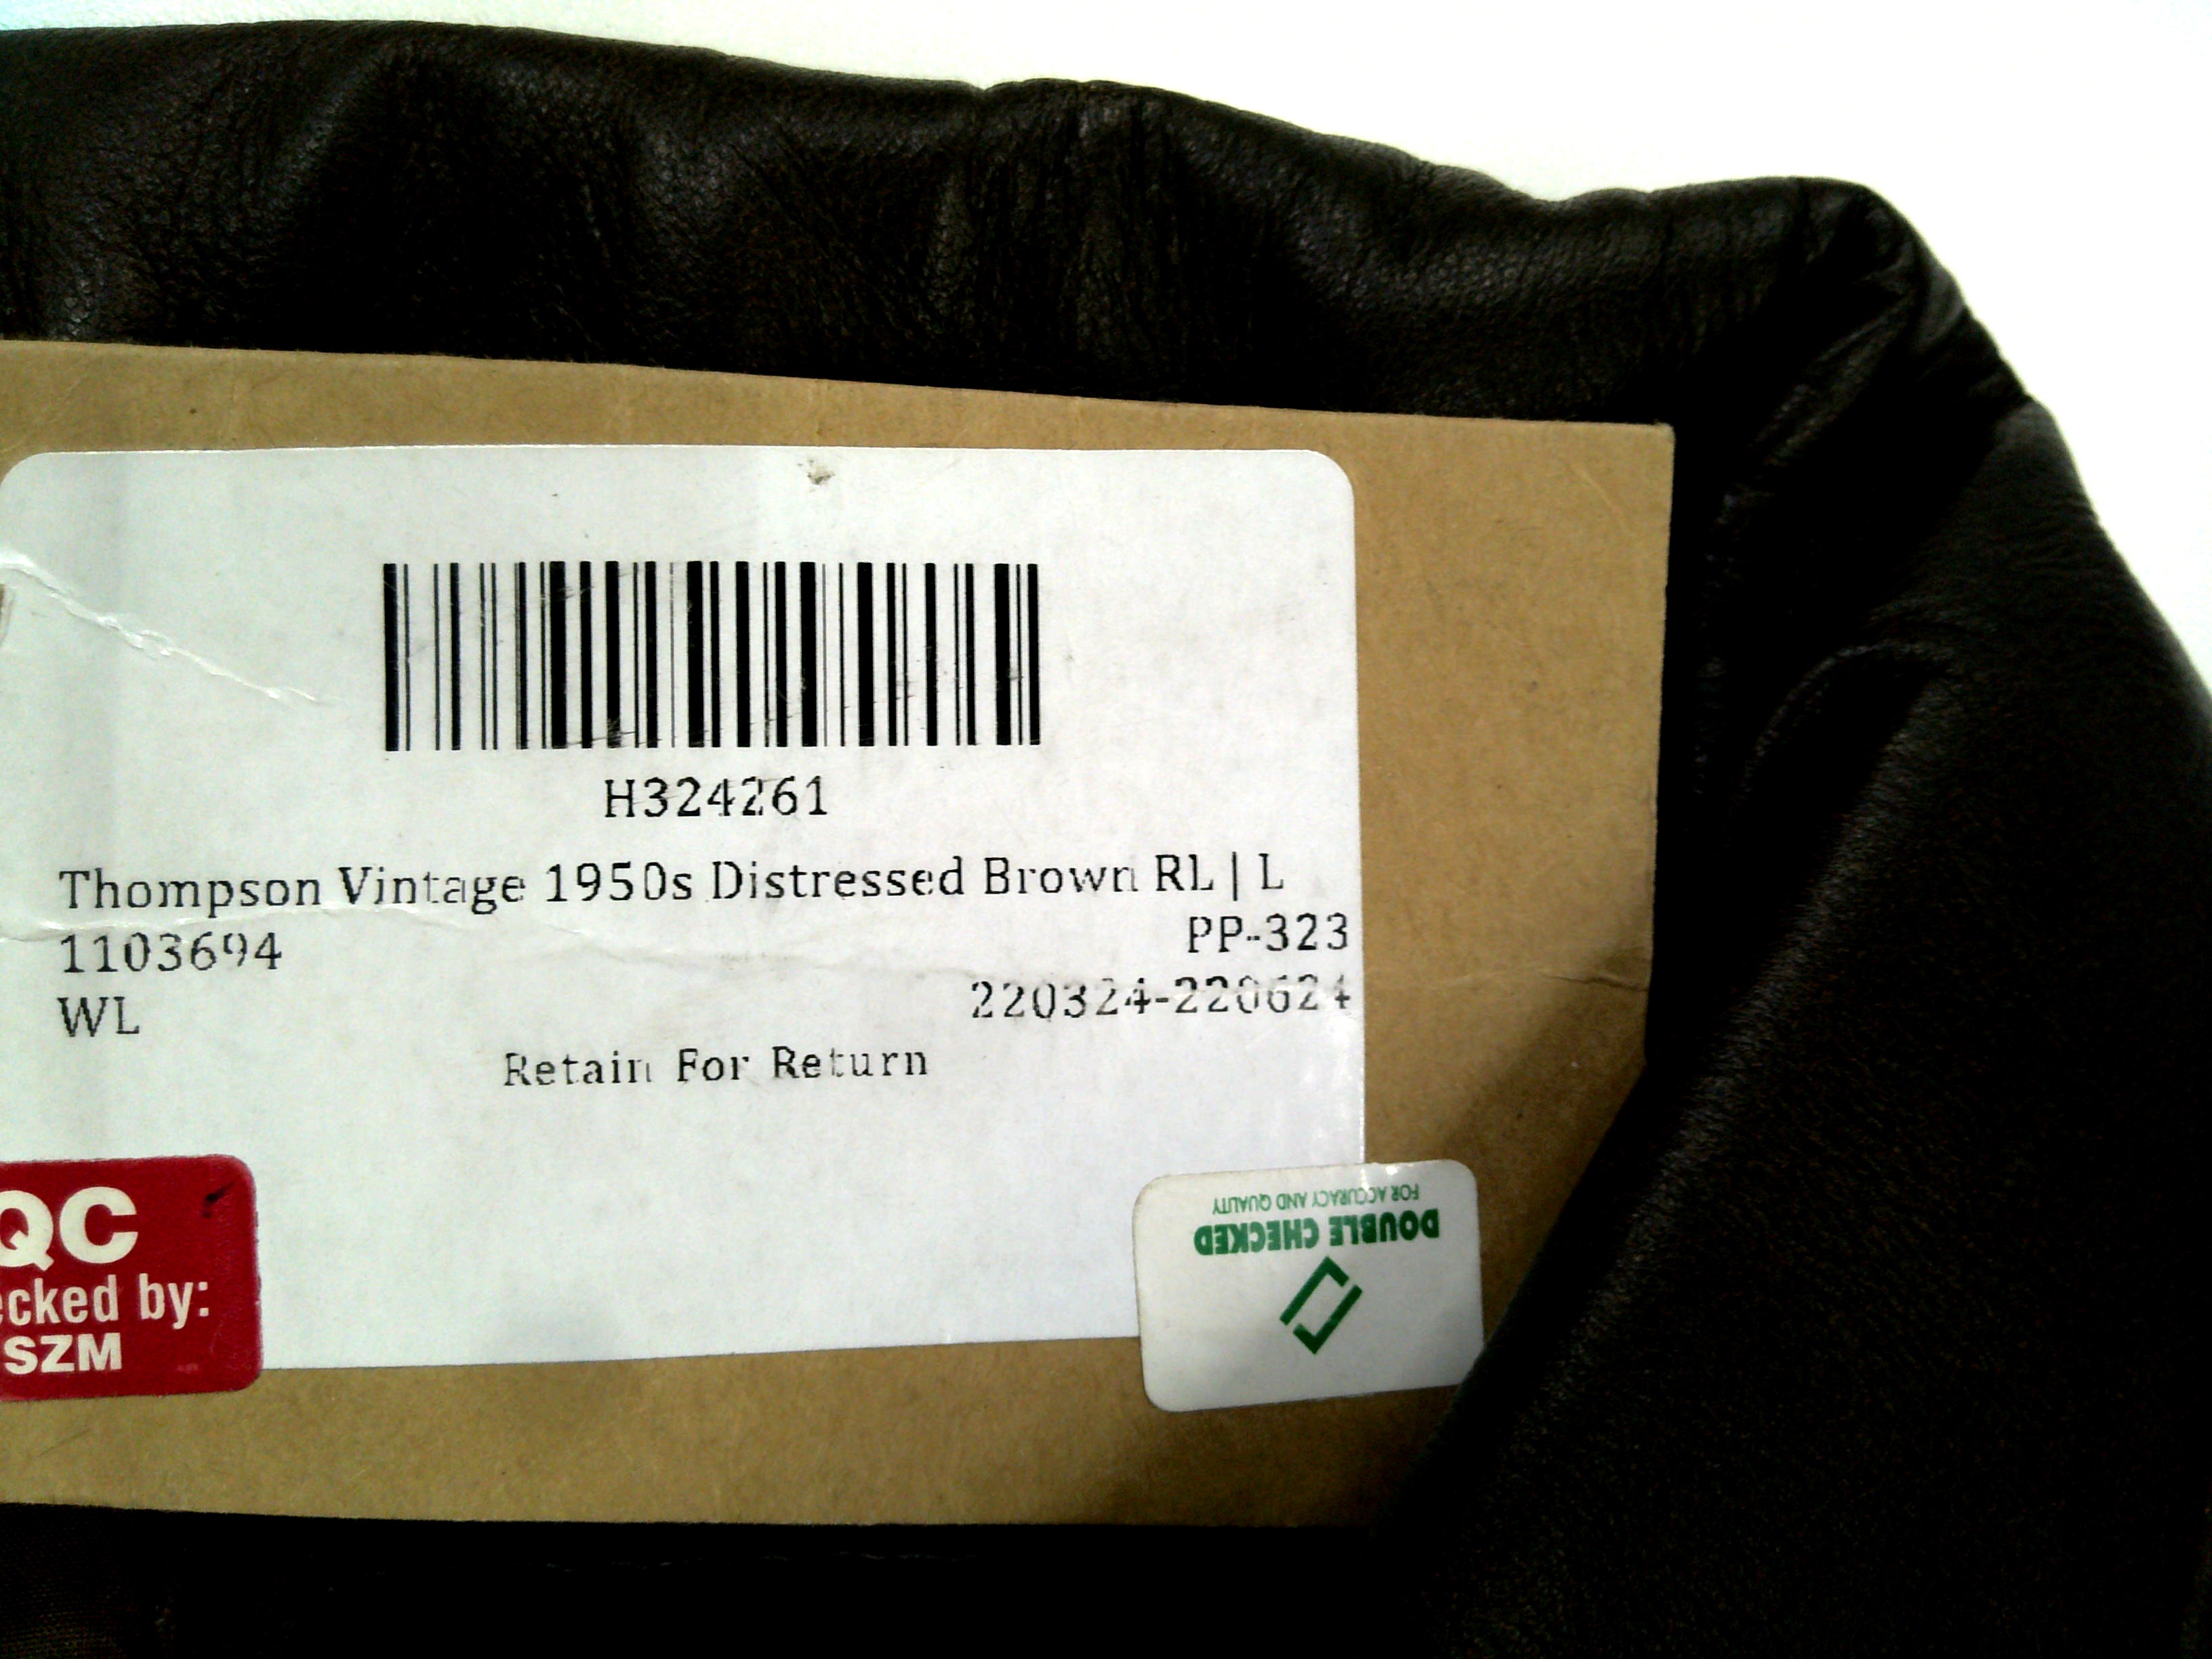 H324261
Thompson Vintage 1950s Distressed Brown RL | L
1103694
PP-323
WL
220324-220624
Retain For Return
QC
ecked by:
SZM
DOUBLE CHECKED
FOR ACCURACY AND QUALITY